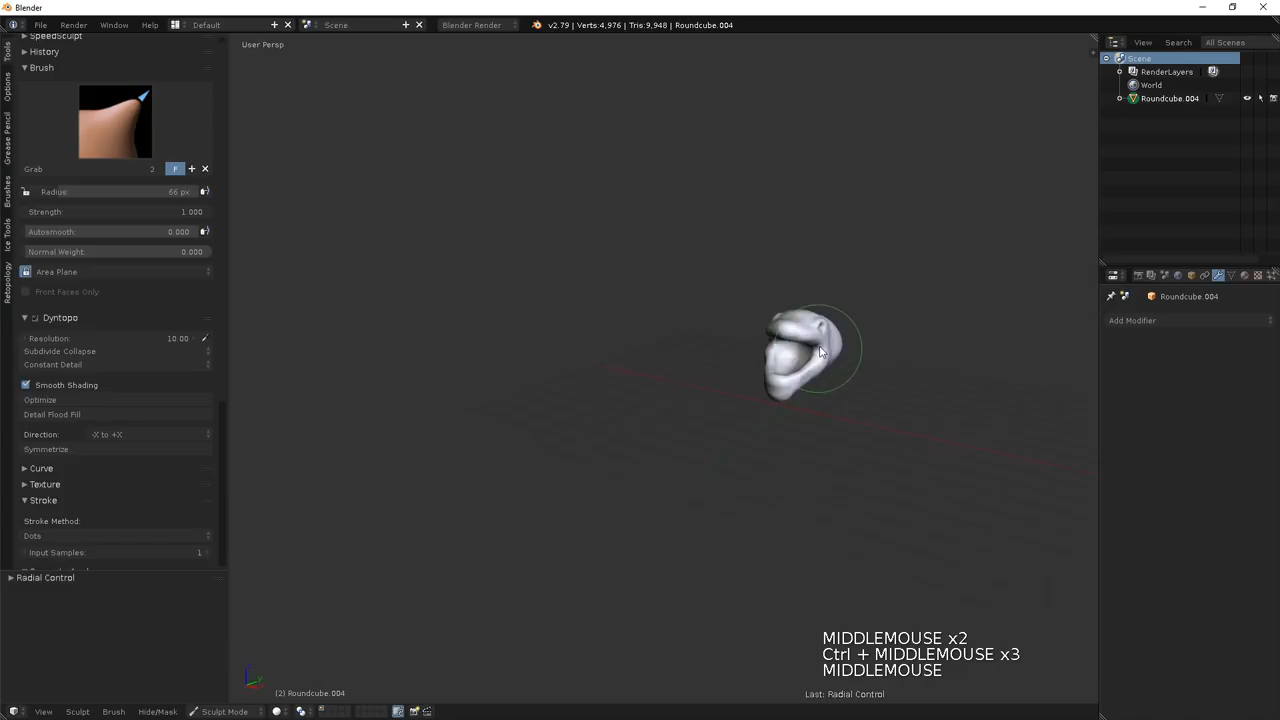 Blender
File
Render
Window
Help
Default
Scene
Blender Render
v2.79 | Verts:4,976 | Tris:9,948 | Roundcube.004
SpeedSculpt
History
Brush
Grab 2 F
Radius: 66 px
Strength: 1.000
Autosmooth: 0.000
Normal Weight: 0.000
Area Plane
Front Faces Only
Dyntopo
Resolution: 10.00
Subdivide Collapse
Constant Detail
Smooth Shading
Optimize
Detail Flood Fill
Direction: -X to +X
Symmetrize
Curve
Texture
Stroke
Stroke Method:
Dots
Input Samples: 1
Radial Control
Tools
Options
Grease Pencil
Brushes
Ice Tools
Retopology
User Persp
MIDDLEMOUSE x2
Ctrl + MIDDLEMOUSE x3
MIDDLEMOUSE
Last: Radial Control
(2) Roundcube.004
View
Sculpt
Brush
Hide/Mask
Sculpt Mode
View
Search
All Scenes
Scene
RenderLayers
World
Roundcube.004
Roundcube.004
Add Modifier